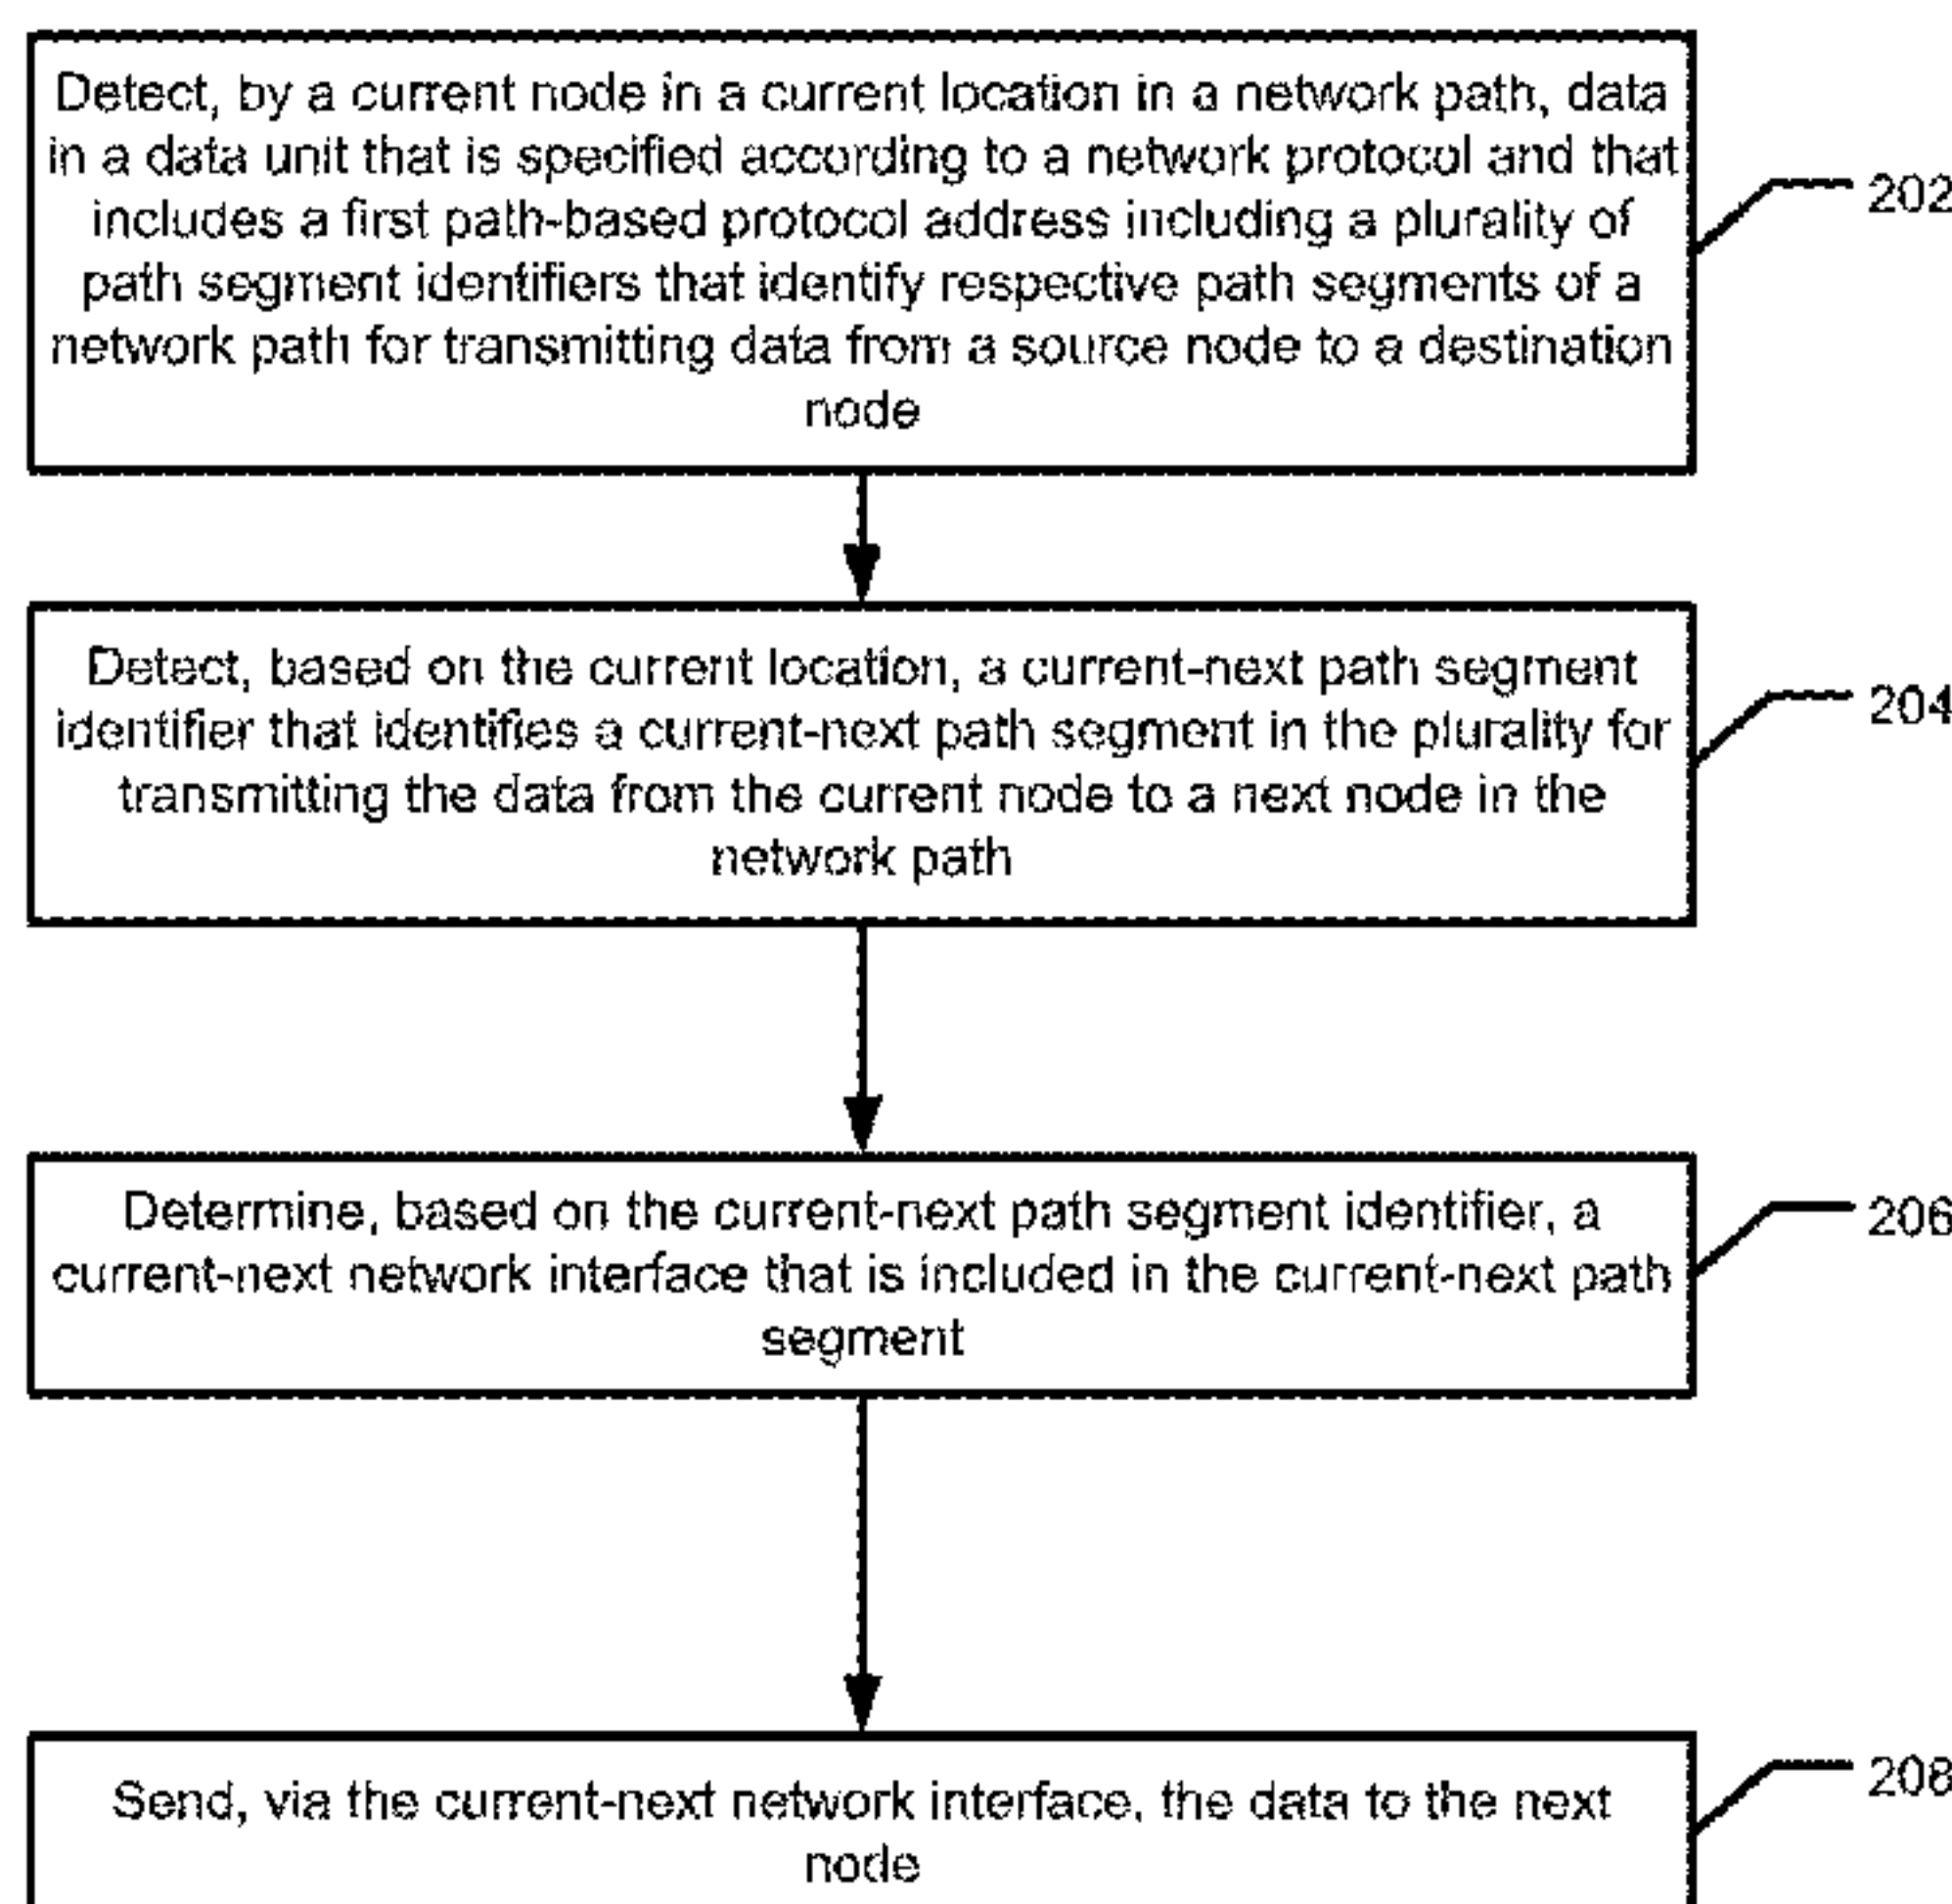 Detect, by a current node in a current location in a network path, data
in a data unit that is specified according to a network protocol and that
includes a first path-based protocol address including a plurality of
path segment identifiers that identify respective path segments of a
network path for transmitting data from a source node to a destination
node
202
Detect, based on the current location, a current-next path segment
identifier that identifies a current-next path segment in the plurality for
transmitting the data from the current node to a next node in the
network path
204
Determine, based on the current-next path segment identifier, a
current-next network interface that is included in the current-next path
segment
206
Send, via the current-next network interface, the data to the next
node
208